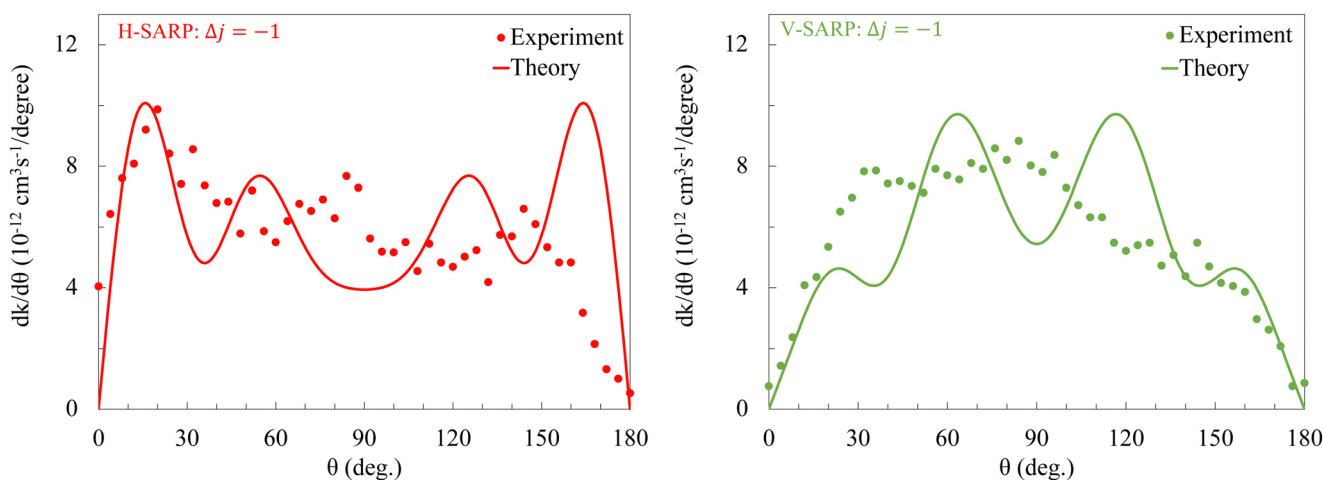 H-SARP: Δj = −1
Experiment
Theory
dk/dθ (10⁻¹² cm³s⁻¹/degree)
12
8
4
0
0 30 60 90 120 150 180
θ (deg.)
V-SARP: Δj = −1
Experiment
Theory
dk/dθ (10⁻¹² cm³s⁻¹/degree)
12
8
4
0
0 30 60 90 120 150 180
θ (deg.)